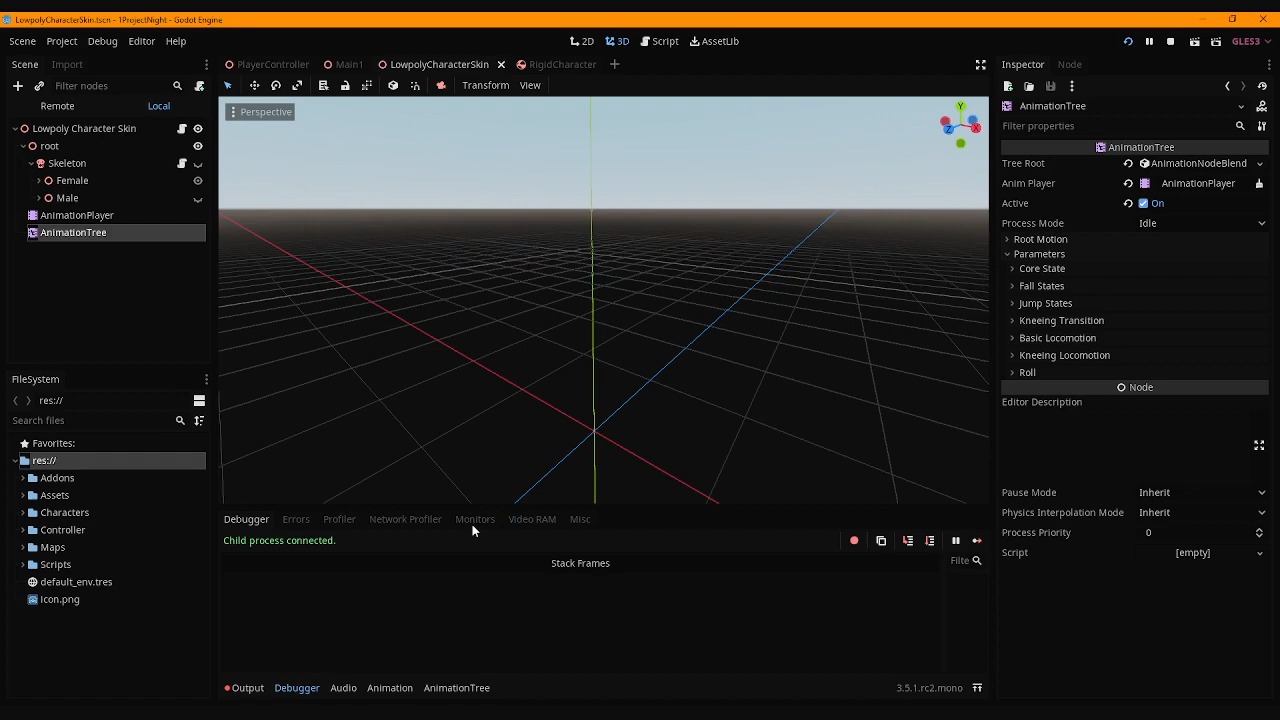 LowpolyCharacterSkin.tscn - 1ProjectNight - Godot Engine
Scene Project Debug Editor Help
2D 3D Script AssetLib
GLES3
Scene Import
PlayerController Main1 LowpolyCharacterSkin RigidCharacter
Inspector Node
Filter nodes
Transform View
Remote Local
AnimationTree
Perspective
Y
X
Z
Filter properties
Lowpoly Character Skin
root
Skeleton
Female
Male
AnimationPlayer
AnimationTree
AnimationTree
Tree Root AnimationNodeBlend
Anim Player AnimationPlayer
Active On
Process Mode Idle
Root Motion
Parameters
Core State
Fall States
Jump States
Kneeing Transition
Basic Locomotion
Kneeing Locomotion
Roll
Node
Editor Description
Pause Mode Inherit
Physics Interpolation Mode Inherit
Process Priority 0
Script [empty]
FileSystem
res://
Search files
Favorites:
res://
Addons
Assets
Characters
Controller
Maps
Scripts
default_env.tres
icon.png
Debugger Errors Profiler Network Profiler Monitors Video RAM Misc
Child process connected.
Stack Frames
Filte
Output Debugger Audio Animation AnimationTree
3.5.1.rc2.mono